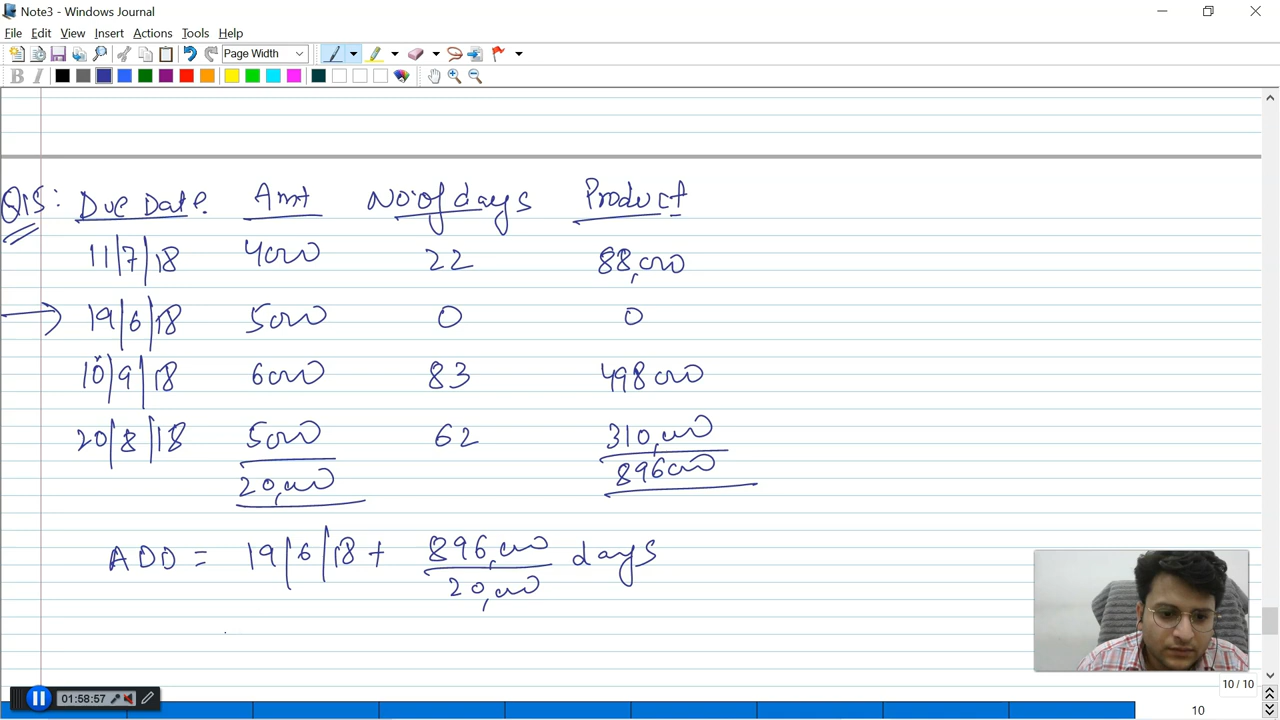 Note3 - Windows Journal
File Edit View Insert Actions Tools Help
Page Width
B I
Q15: Due Date. Amt No. of days Product
11/7/18 4000 22 88,000
19/6/18 5000 0 0
10/9/18 6000 83 498000
20/8/18 5000 62 310,000
20,000 896000
ADD = 19/6/18 + 896,000 days
20,000
01:58:57
10/10
10